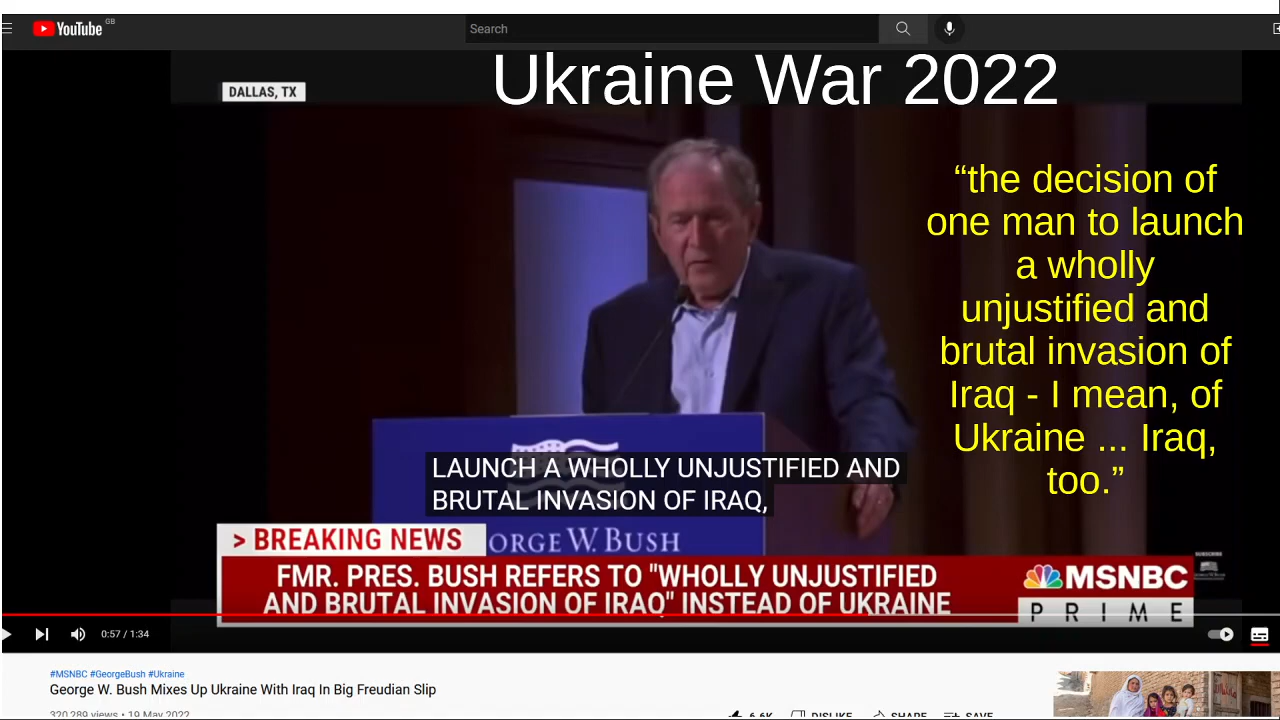 YouTube GB
Search
Ukraine War 2022
DALLAS, TX
“the decision of
one man to launch
a wholly
unjustified and
brutal invasion of
Iraq - I mean, of
Ukraine ... Iraq,
too.”
LAUNCH A WHOLLY UNJUSTIFIED AND
BRUTAL INVASION OF IRAQ,
> BREAKING NEWS
ORGE W. BUSH
FMR. PRES. BUSH REFERS TO "WHOLLY UNJUSTIFIED
AND BRUTAL INVASION OF IRAQ" INSTEAD OF UKRAINE
MSNBC
PRIME
SUBSCRIBE
0:57 / 1:34
#MSNBC #GeorgeBush #Ukraine
George W. Bush Mixes Up Ukraine With Iraq In Big Freudian Slip
320,289 views • 19 May 2022
6.6K DISLIKE SHARE SAVE